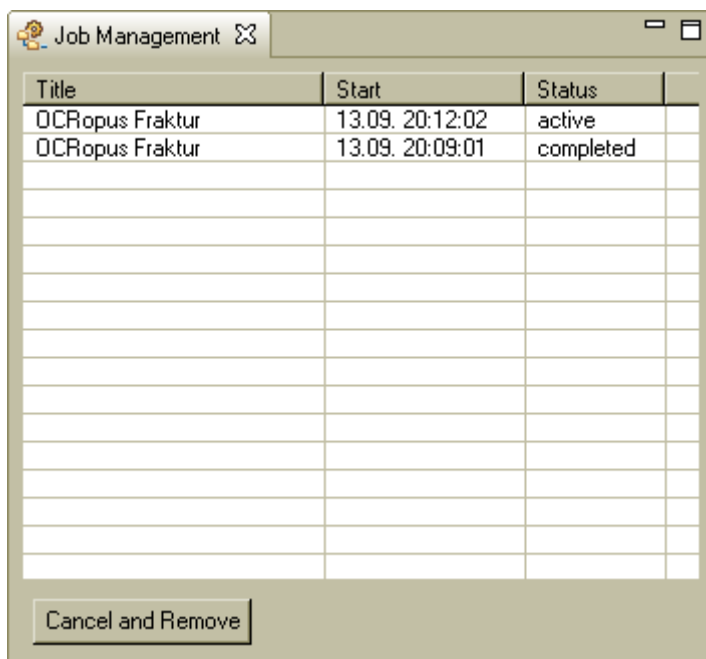 Job Management
Title Start Status
OCRopus Fraktur 13.09. 20:12:02 active
OCRopus Fraktur 13.09. 20:09:01 completed
Cancel and Remove